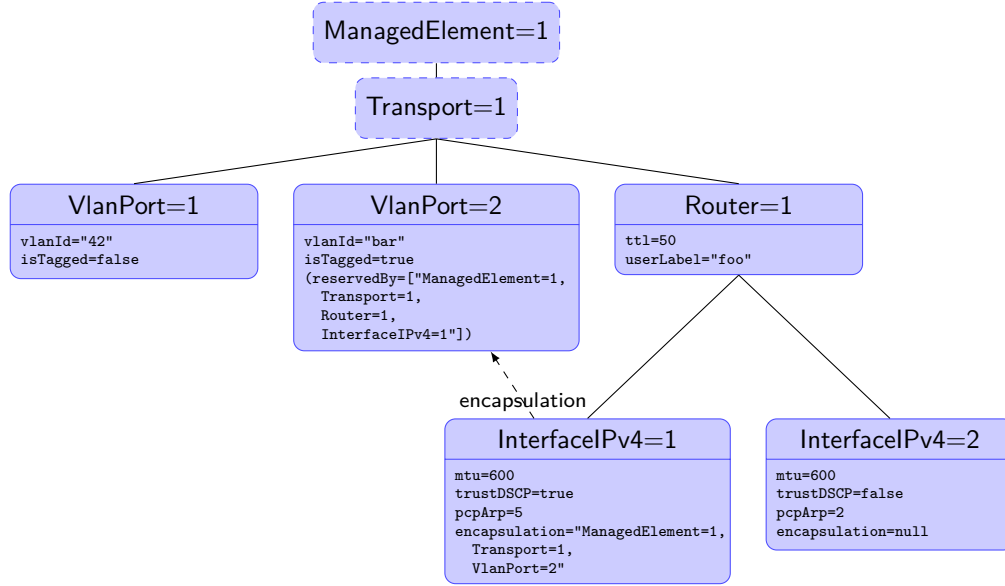 ManagedElement=1
Transport=1
VlanPort=1
vlanId="42"
isTagged=false
VlanPort=2
vlanId="bar"
isTagged=true
(reservedBy=["ManagedElement=1,
Transport=1,
Router=1,
InterfaceIPv4=1"])
Router=1
ttl=50
userLabel="foo"
encapsulation
InterfaceIPv4=1
mtu=600
trustDSCP=true
pcpArp=5
encapsulation="ManagedElement=1,
Transport=1,
VlanPort=2"
InterfaceIPv4=2
mtu=600
trustDSCP=false
pcpArp=2
encapsulation=null